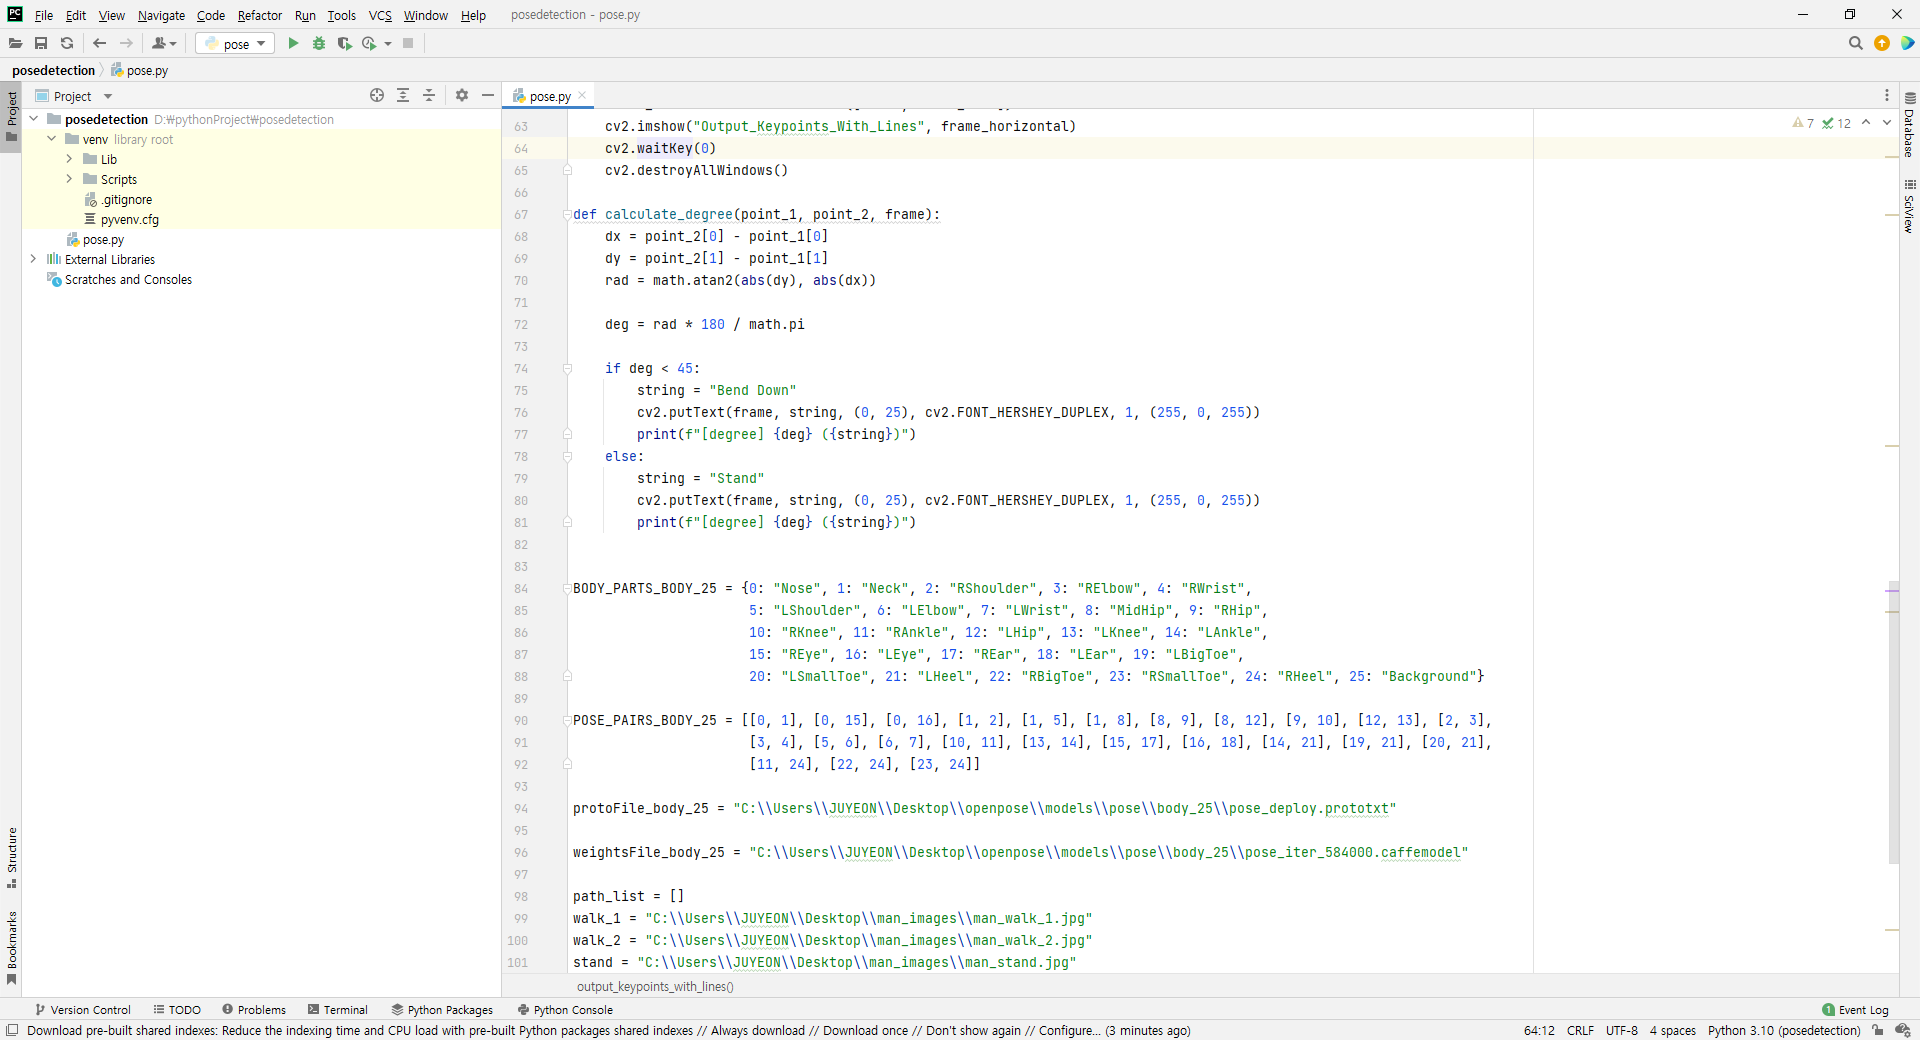 PC File Edit View Navigate Code Refactor Run Tools VCS Window Help posedetection - pose.py
pose
posedetection pose.py
Project
Project
pose.py
posedetection D:₩pythonProject₩posedetection
venv library root
Lib
Scripts
.gitignore
pyvenv.cfg
pose.py
External Libraries
Scratches and Consoles
7 12
63 cv2.imshow("Output_Keypoints_With_Lines", frame_horizontal)
64 cv2.waitKey(0)
65 cv2.destroyAllWindows()
66
67 def calculate_degree(point_1, point_2, frame):
68 dx = point_2[0] - point_1[0]
69 dy = point_2[1] - point_1[1]
70 rad = math.atan2(abs(dy), abs(dx))
71
72 deg = rad * 180 / math.pi
73
74 if deg < 45:
75 string = "Bend Down"
76 cv2.putText(frame, string, (0, 25), cv2.FONT_HERSHEY_DUPLEX, 1, (255, 0, 255))
77 print(f"[degree] {deg} ({string})")
78 else:
79 string = "Stand"
80 cv2.putText(frame, string, (0, 25), cv2.FONT_HERSHEY_DUPLEX, 1, (255, 0, 255))
81 print(f"[degree] {deg} ({string})")
82
83
84 BODY_PARTS_BODY_25 = {0: "Nose", 1: "Neck", 2: "RShoulder", 3: "RElbow", 4: "RWrist",
85 5: "LShoulder", 6: "LElbow", 7: "LWrist", 8: "MidHip", 9: "RHip",
86 10: "RKnee", 11: "RAnkle", 12: "LHip", 13: "LKnee", 14: "LAnkle",
87 15: "REye", 16: "LEye", 17: "REar", 18: "LEar", 19: "LBigToe",
88 20: "LSmallToe", 21: "LHeel", 22: "RBigToe", 23: "RSmallToe", 24: "RHeel", 25: "Background"}
89
90 POSE_PAIRS_BODY_25 = [[0, 1], [0, 15], [0, 16], [1, 2], [1, 5], [1, 8], [8, 9], [8, 12], [9, 10], [12, 13], [2, 3],
91 [3, 4], [5, 6], [6, 7], [10, 11], [13, 14], [15, 17], [16, 18], [14, 21], [19, 21], [20, 21],
92 [11, 24], [22, 24], [23, 24]]
93
94 protoFile_body_25 = "C:\\Users\\JUYEON\\Desktop\\openpose\\models\\pose\\body_25\\pose_deploy.prototxt"
95
96 weightsFile_body_25 = "C:\\Users\\JUYEON\\Desktop\\openpose\\models\\pose\\body_25\\pose_iter_584000.caffemodel"
97
98 path_list = []
99 walk_1 = "C:\\Users\\JUYEON\\Desktop\\man_images\\man_walk_1.jpg"
100 walk_2 = "C:\\Users\\JUYEON\\Desktop\\man_images\\man_walk_2.jpg"
101 stand = "C:\\Users\\JUYEON\\Desktop\\man_images\\man_stand.jpg"
output_keypoints_with_lines()
Database
SciView
Structure
Bookmarks
Version Control TODO Problems Terminal Python Packages Python Console 1 Event Log
Download pre-built shared indexes: Reduce the indexing time and CPU load with pre-built Python packages shared indexes // Always download // Download once // Don't show again // Configure... (3 minutes ago) 64:12 CRLF UTF-8 4 spaces Python 3.10 (posedetection)